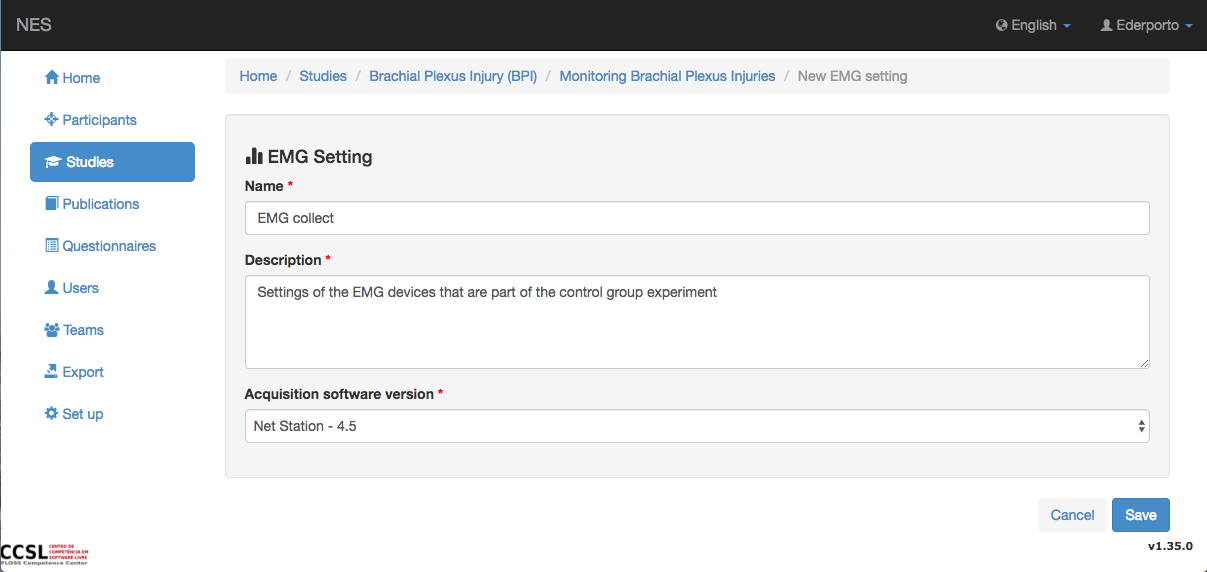 NES
English
Ederporto
Home
Participants
Studies
Publications
Questionnaires
Users
Teams
Export
Set up
Home / Studies / Brachial Plexus Injury (BPI) / Monitoring Brachial Plexus Injuries / New EMG setting
EMG Setting
Name *
EMG collect
Description *
Settings of the EMG devices that are part of the control group experiment
Acquisition software version *
Net Station - 4.5
Cancel
Save
CCSL
CENTRO DE
COMPETÊNCIA EM
SOFTWARE LIVRE
FLOSS Competence Center
v1.35.0